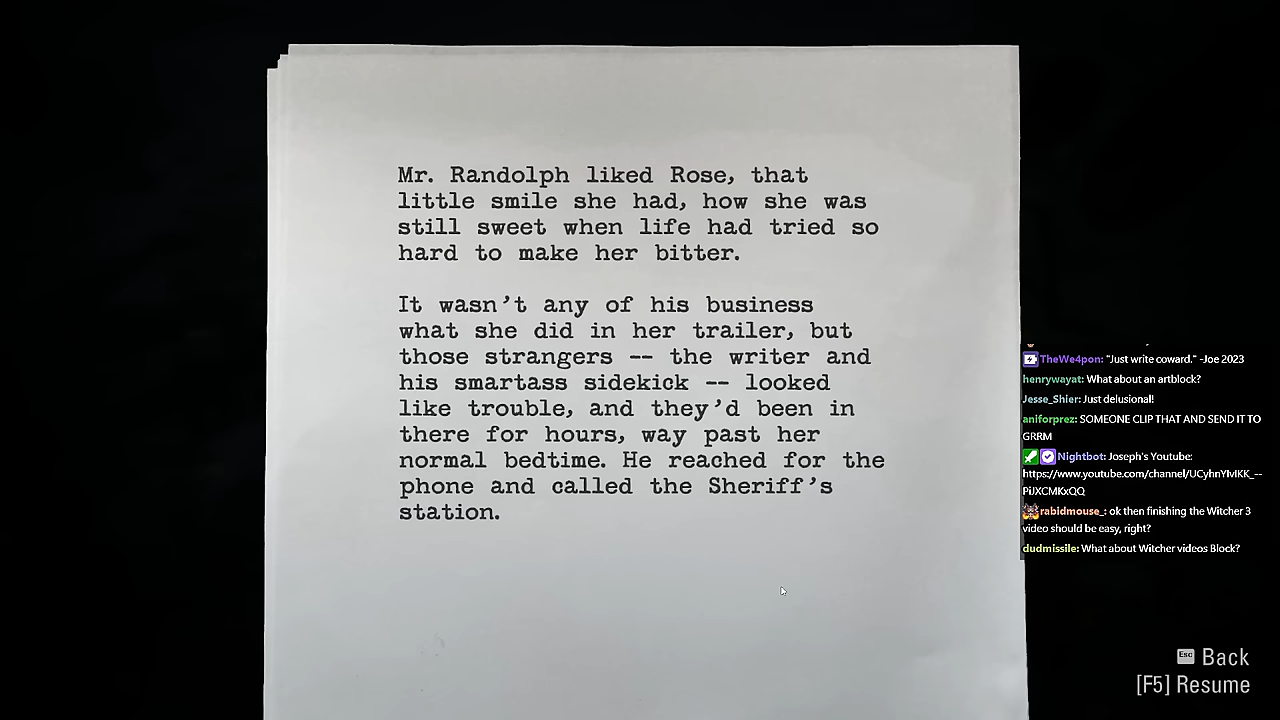 Mr. Randolph liked Rose, that
little smile she had, how she was
still sweet when life had tried so
hard to make her bitter.
It wasn't any of his business
what she did in her trailer, but
those strangers -- the writer and
his smartass sidekick -- looked
like trouble, and they'd been in
there for hours, way past her
normal bedtime. He reached for the
phone and called the Sheriff's
station.
TheWe4pon: "Just write coward." -Joe 2023
henrywayat: What about an artblock?
Jesse_Shier: Just delusional!
aniforprez: SOMEONE CLIP THAT AND SEND IT TO
GRRM
Nightbot: Joseph's Youtube:
rabidmouse_: ok then finishing the Witcher 3
video should be easy, right?
dudmissile: What about Witcher videos Block?
Esc Back
[F5] Resume